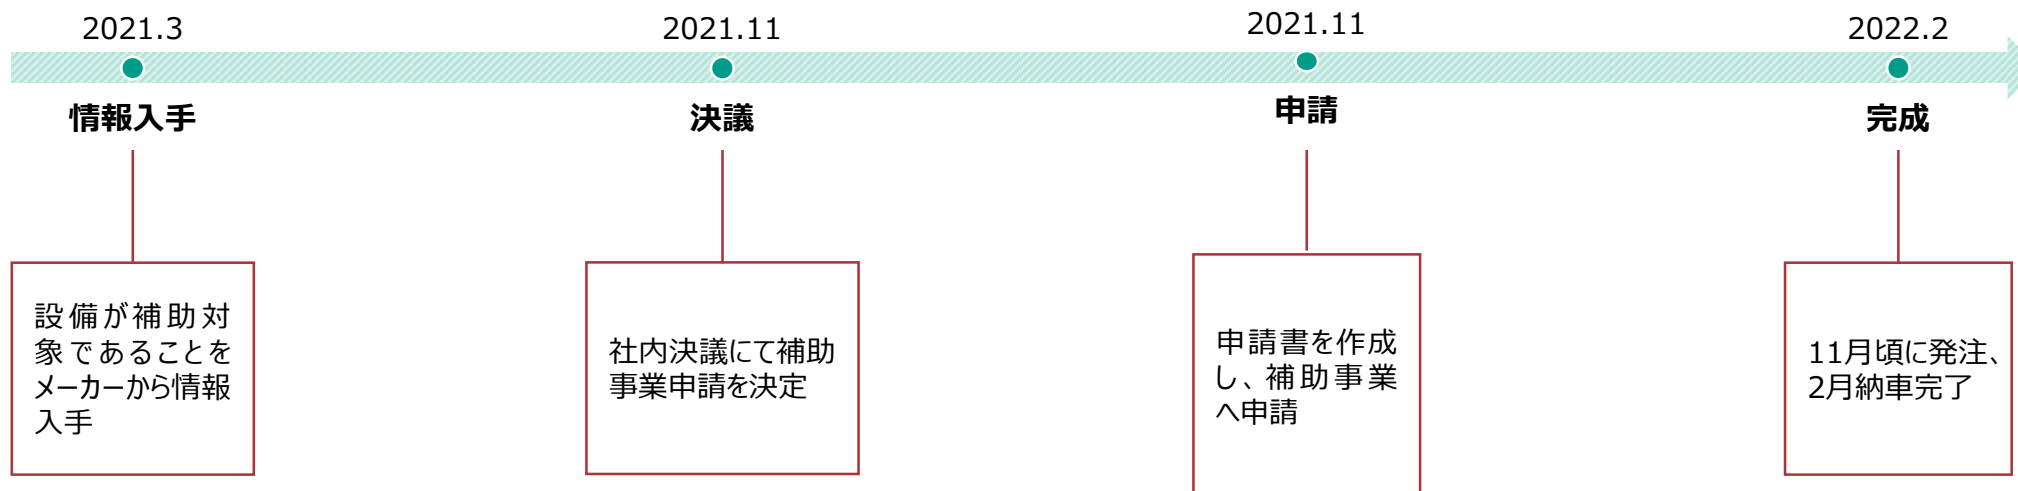 2021.3
情報入手
設備が補助対
象であることを
メーカーから情報
入手
2021.11
決議
社内決議にて補助
事業申請を決定
2021.11
申請
申請書を作成
し、補助事業
へ申請
2022.2
完成
11月頃に発注、
2月納車完了